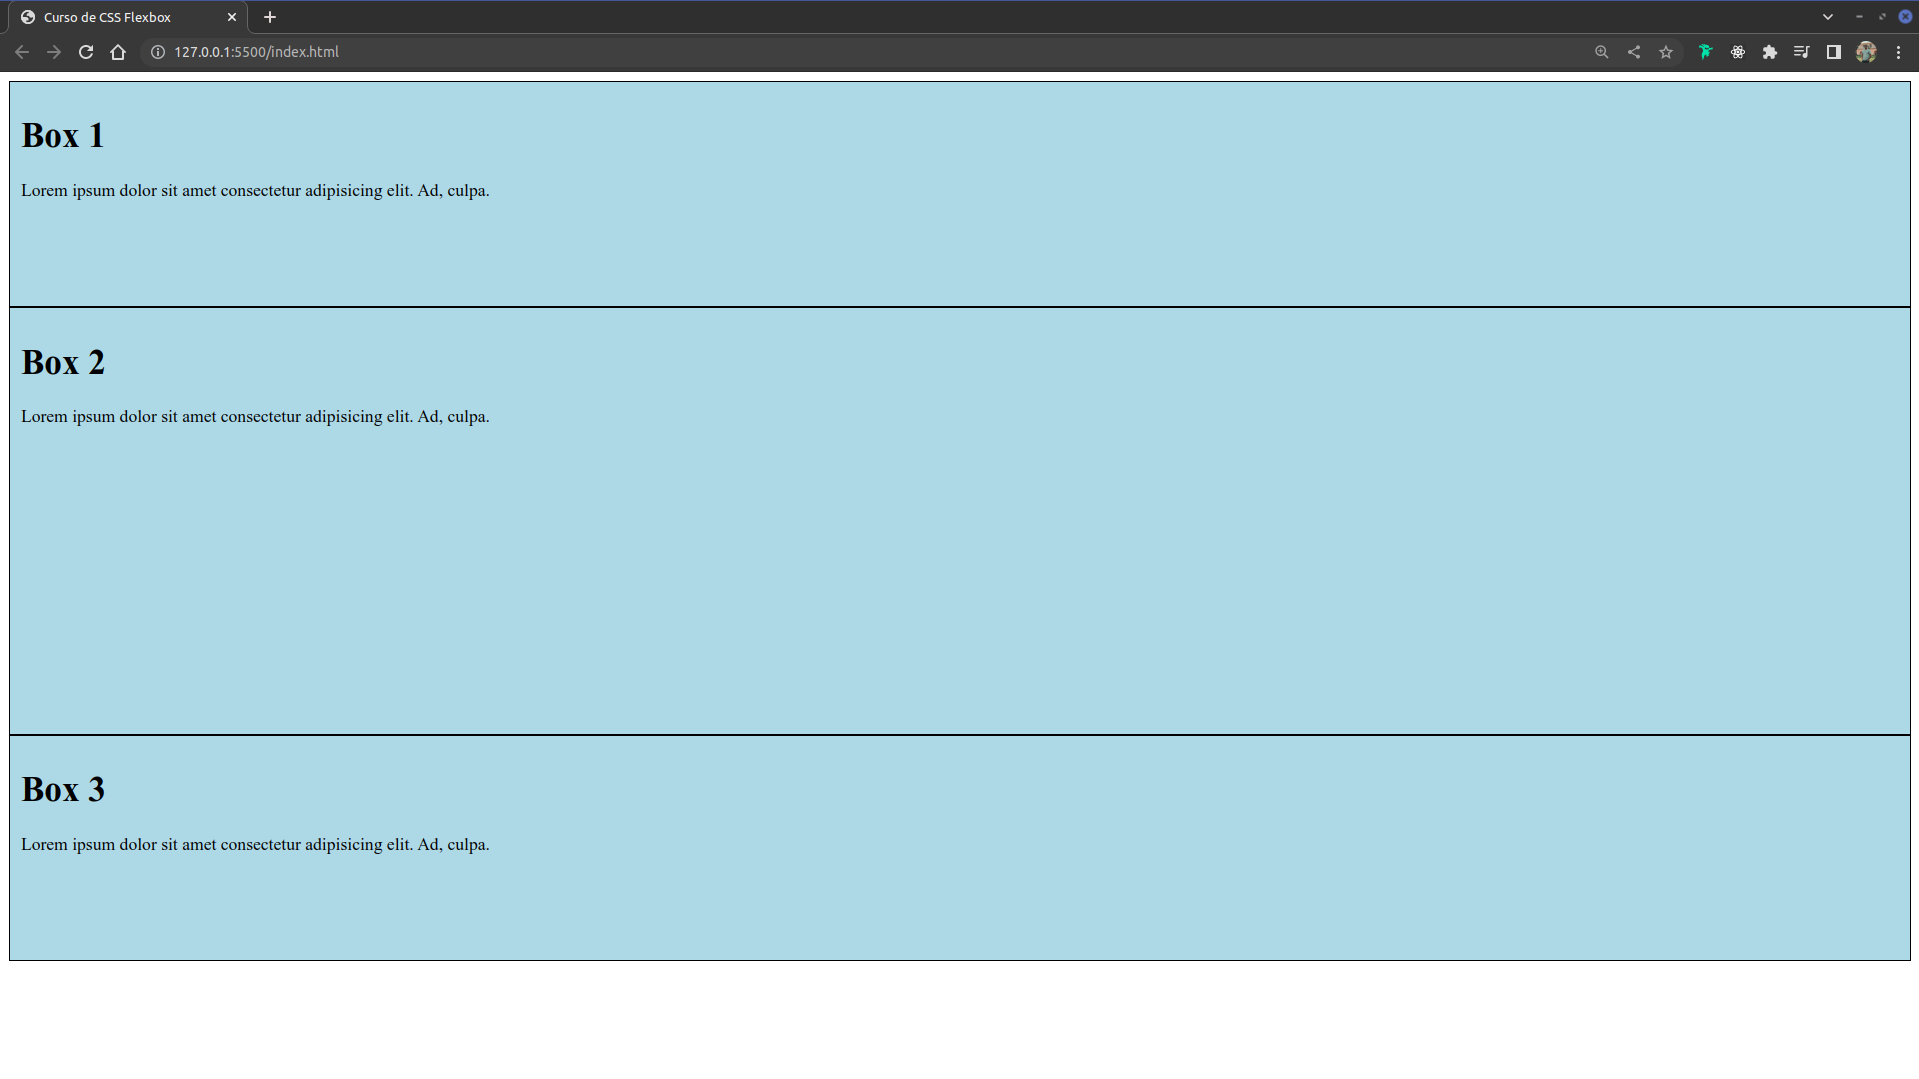 Curso de CSS Flexbox
127.0.0.1:5500/index.html
Box 1
Lorem ipsum dolor sit amet consectetur adipisicing elit. Ad, culpa.
Box 2
Lorem ipsum dolor sit amet consectetur adipisicing elit. Ad, culpa.
Box 3
Lorem ipsum dolor sit amet consectetur adipisicing elit. Ad, culpa.